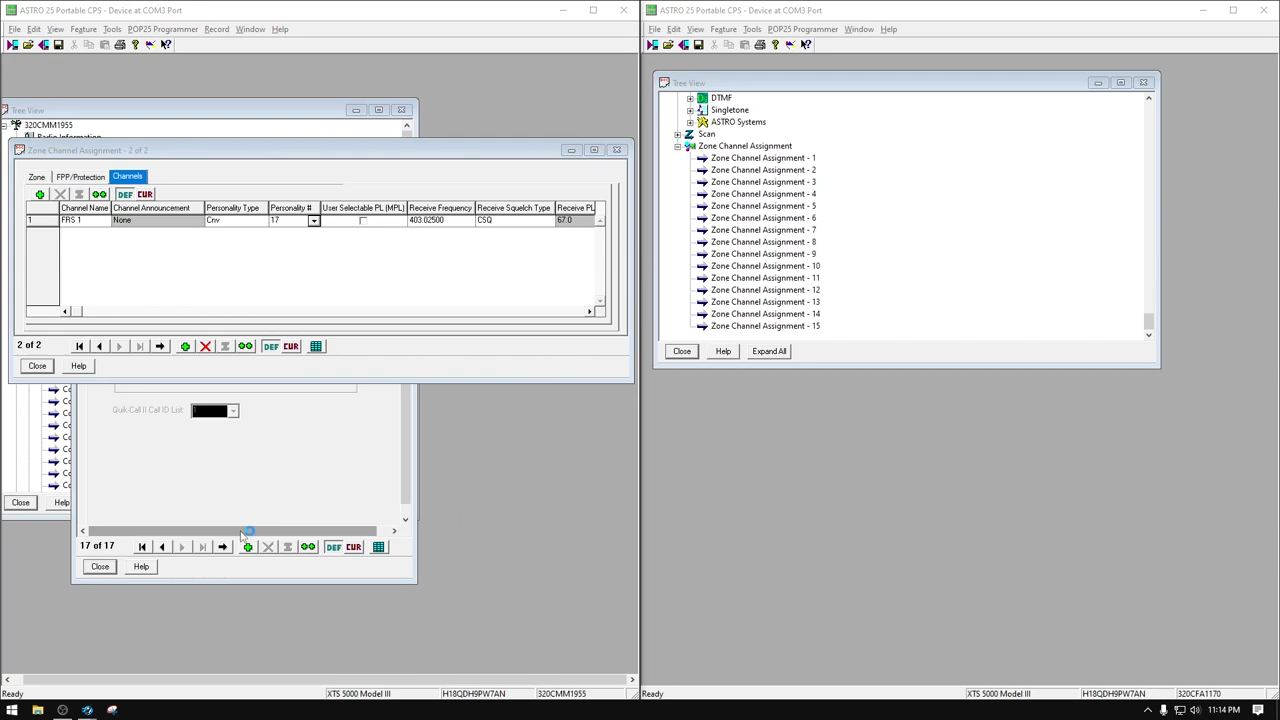 ASTRO 25 Portable CPS - Device at COM3 Port
File Edit View Feature Tools POP25 Programmer Record Window Help
Tree View
320CMM1955
Radio Information
Zone Channel Assignment - 2 of 2
Zone FPP/Protection Channels
DEF CUR
Channel Name Channel Announcement Personality Type Personality # User Selectable PL (MPL) Receive Frequency Receive Squelch Type Receive PL
1 FRS 1 None Cnv 17 403.02500 CSQ 67.0
2 of 2 DEF CUR
Close Help
Quik-Call II Call ID List
Close Help
17 of 17 DEF CUR
Close Help
Ready XTS 5000 Model III H18QDH9PW7AN 320CMM1955
ASTRO 25 Portable CPS - Device at COM3 Port
File Edit View Feature Tools POP25 Programmer Window Help
Tree View
DTMF
Singletone
ASTRO Systems
Scan
Zone Channel Assignment
Zone Channel Assignment - 1
Zone Channel Assignment - 2
Zone Channel Assignment - 3
Zone Channel Assignment - 4
Zone Channel Assignment - 5
Zone Channel Assignment - 6
Zone Channel Assignment - 7
Zone Channel Assignment - 8
Zone Channel Assignment - 9
Zone Channel Assignment - 10
Zone Channel Assignment - 11
Zone Channel Assignment - 12
Zone Channel Assignment - 13
Zone Channel Assignment - 14
Zone Channel Assignment - 15
Close Help Expand All
Ready XTS 5000 Model III H18QDH9PW7AN 320CFA1170
11:14 PM